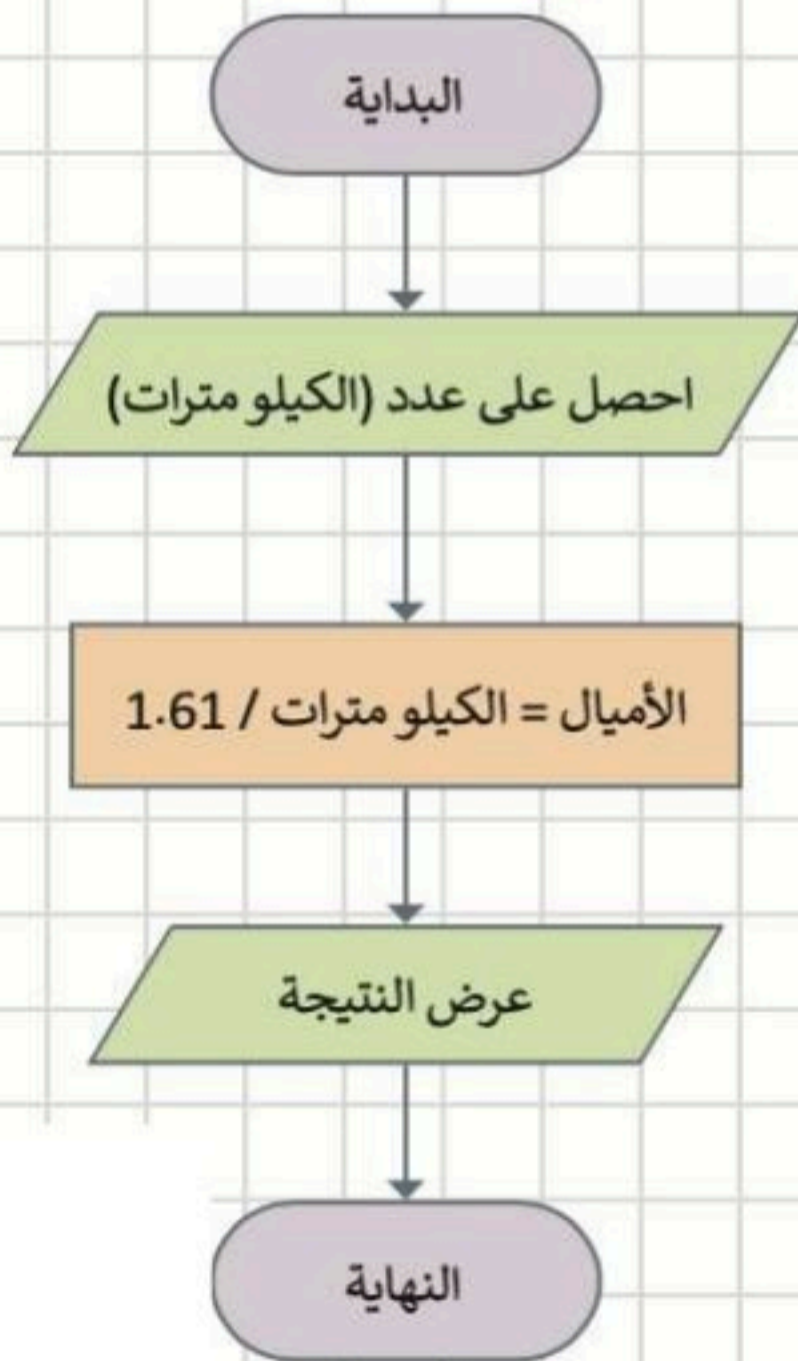 البداية
احصل على عدد (الكيلو مترات)
الأميال = الكيلو مترات / 1.61
عرض النتيجة
النهاية